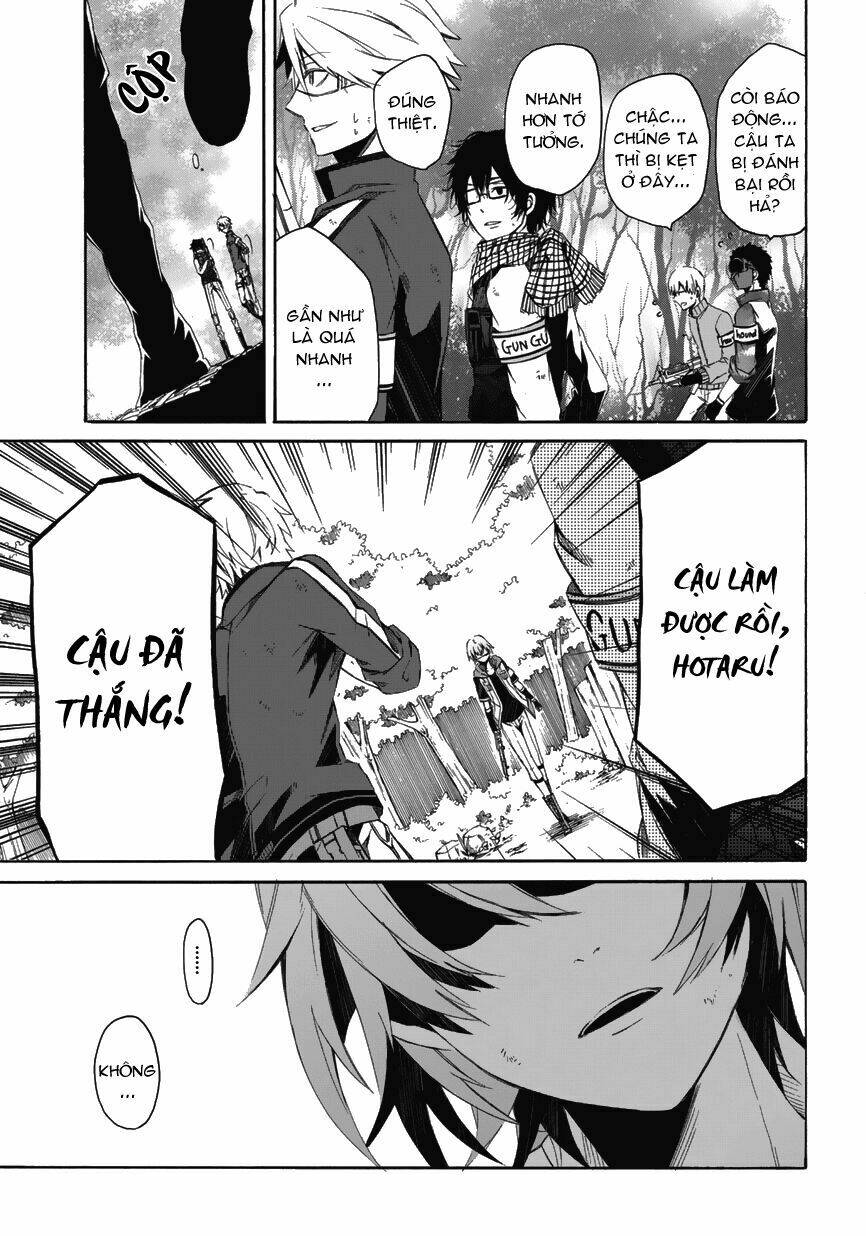 CÒI BÁO
ĐỘNG...
CẬU TA
BỊ ĐÁNH
BẠI RỒI
HẢ?
CHẬC...
CHÚNG TA
THÌ BỊ KẸT
Ở ĐÂY...
NHANH
HƠN TỚ
TƯỞNG.
ĐÚNG
THIỆT.
GẦN NHƯ
LÀ QUÁ
NHANH
...
GUN GU
hound
CỘP
CẬU LÀM
ĐƯỢC RỒI,
HOTARU!
GUN
CẬU ĐÃ
THẮNG!
......
KHÔNG
...